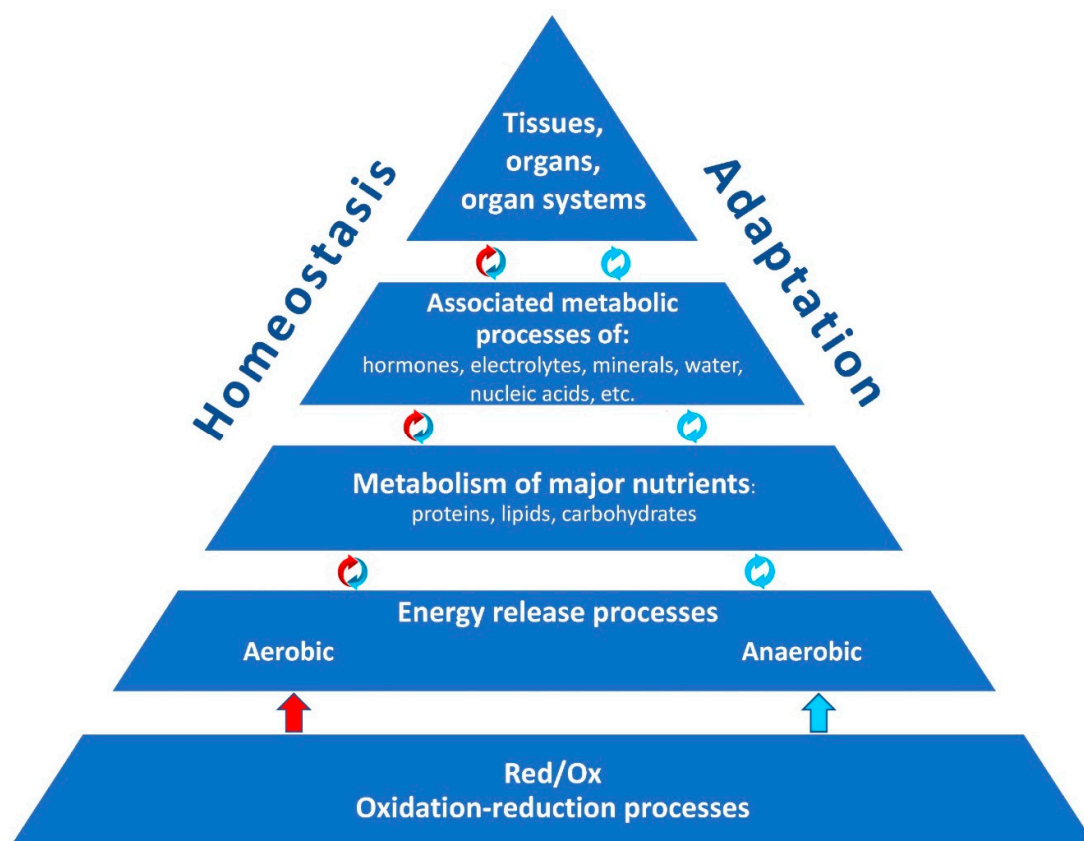 Homeostasis
Adaptation
Tissues,
organs,
organ systems
Associated metabolic
processes of:
hormones, electrolytes, minerals, water,
nucleic acids, etc.
Metabolism of major nutrients:
proteins, lipids, carbohydrates
Energy release processes
Aerobic
Anaerobic
Red/Ox
Oxidation-reduction processes